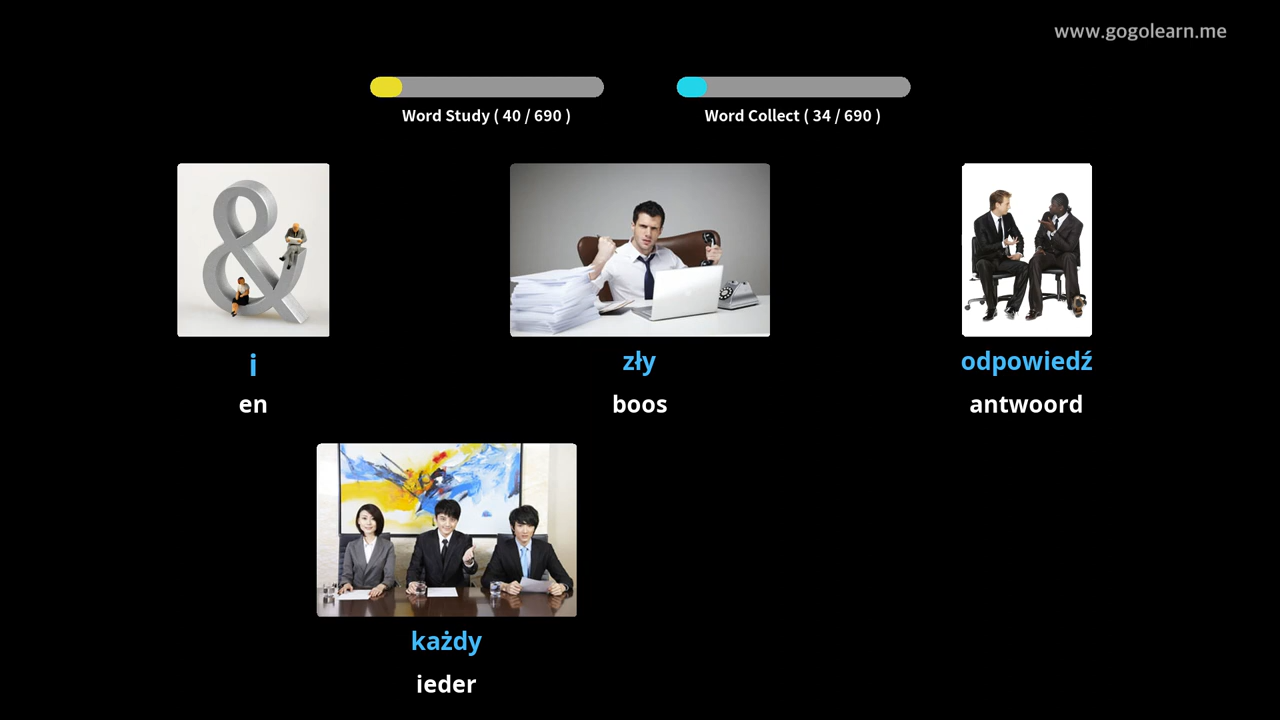 www.gogolearn.me
Word Study ( 40 / 690 )
Word Collect ( 34 / 690 )
&
i
en
zły
boos
odpowiedź
antwoord
każdy
ieder